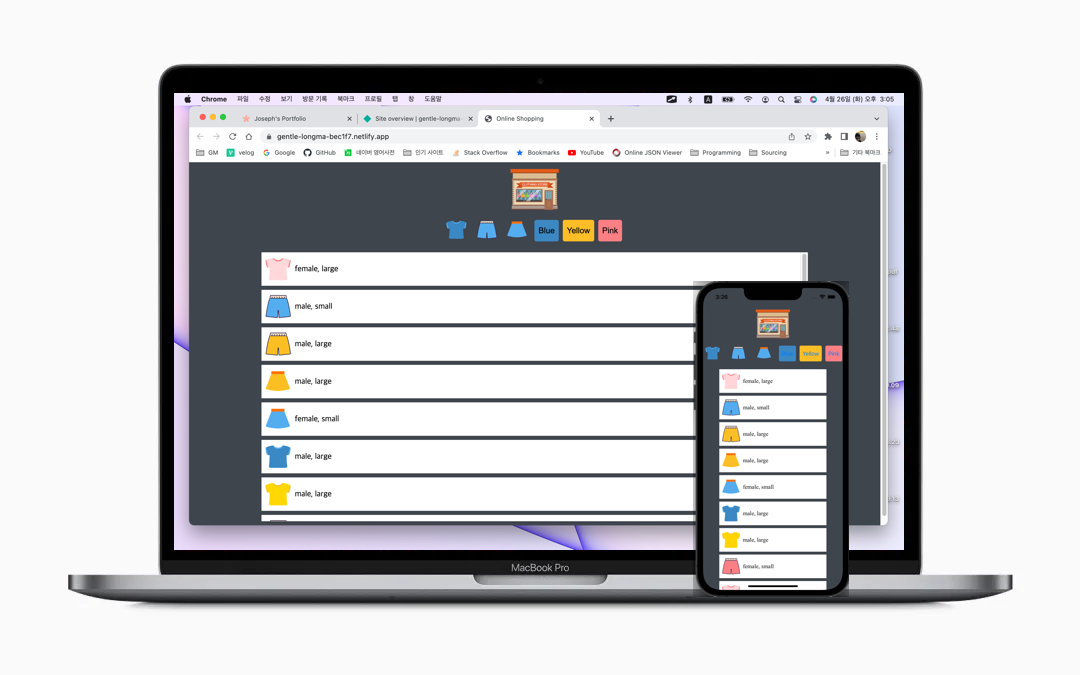 Chrome 파일 수정 보기 방문 기록 북마크 프로필 탭 창 도움말 A 4월 26일 (화) 오후 3:05
Joseph's Portfolio Site overview | gentle-longma- Online Shopping
gentle-longma-bec1f7.netlify.app
GM velog Google GitHub 네이버 영어사전 인기 사이트 Stack Overflow Bookmarks YouTube Online JSON Viewer Programming Sourcing » 기타 북마크
CLOTHING STORE
Blue Yellow Pink
female, large
male, small
male, large
male, large
female, small
male, large
male, large
MacBook Pro
3:26
Blue Yellow Pink
female, large
male, small
male, large
male, large
female, small
male, large
male, large
female, small